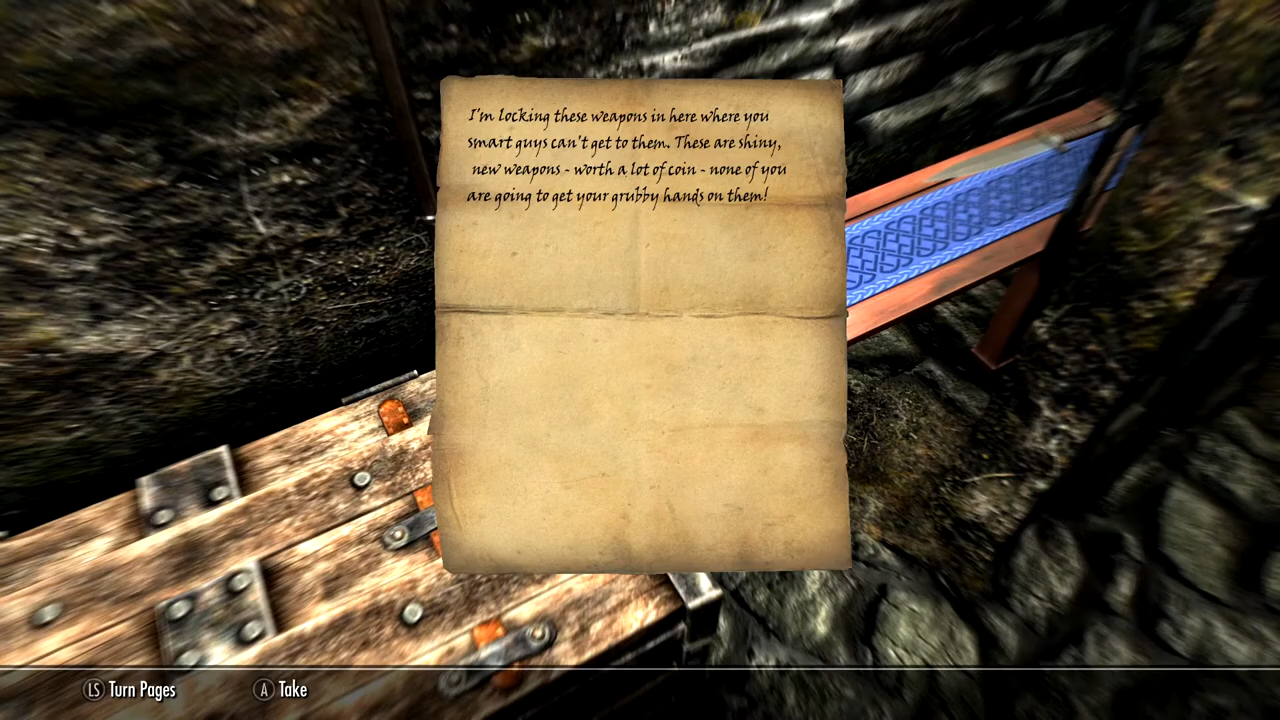 I'm locking these weapons in here where you
smart guys can't get to them. These are shiny,
new weapons - worth a lot of coin - none of you
are going to get your grubby hands on them!
LS Turn Pages
A Take